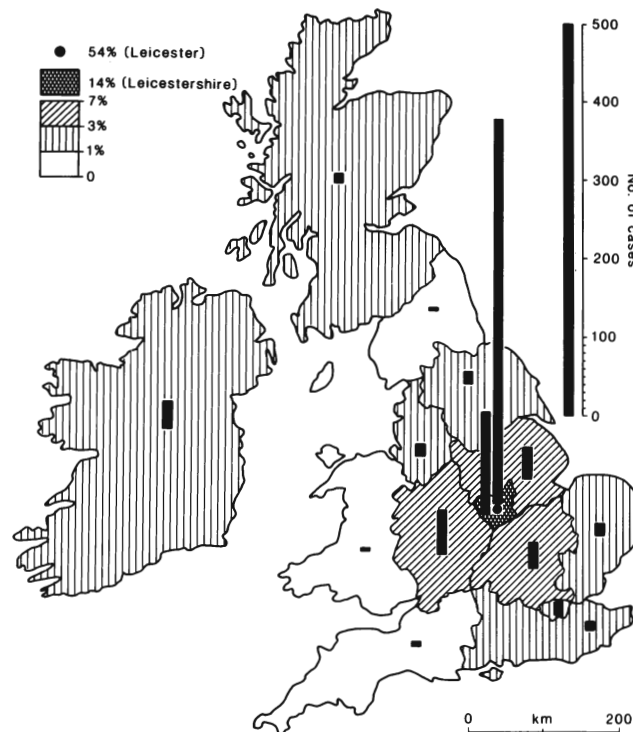 54% (Leicester)
14% (Leicestershire)
7%
3%
1%
0
500
400
300
200
100
0
No. of cases
0 km 200